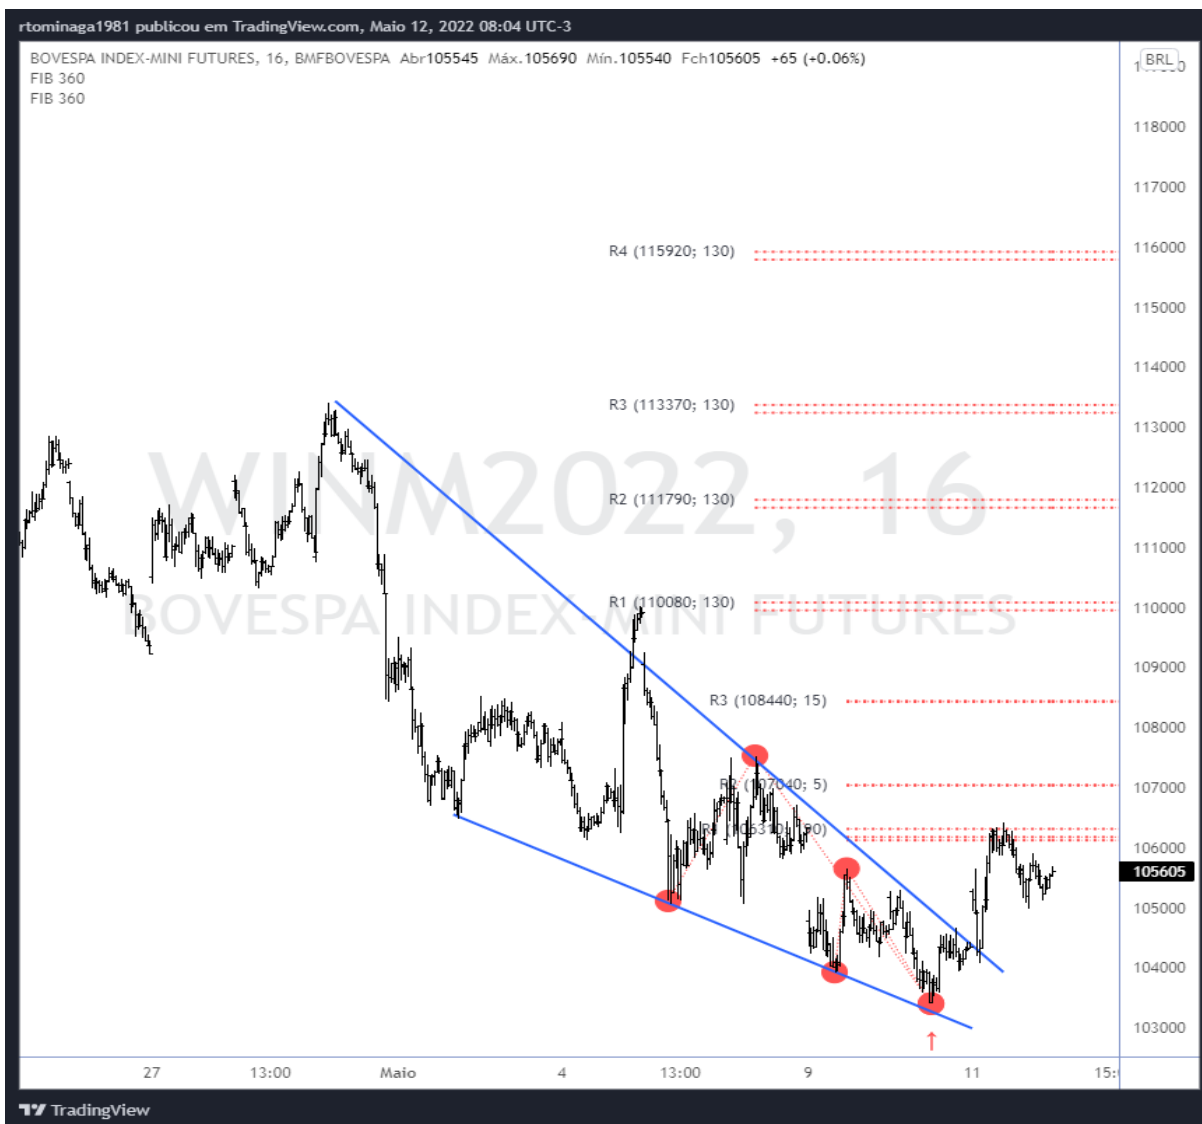 rtominaga1981 publicou em TradingView.com, Maio 12, 2022 08:04 UTC-3
BOVESPA INDEX-MINI FUTURES, 16, BMFBOVESPA Abr105545 Máx.105690 Mín.105540 Fch105605 +65 (+0.06%)
BRL
FIB 360
FIB 360
118000
117000
R4 (115920; 130)
116000
115000
114000
R3 (113370; 130)
113000
WINM2022, 16
R2 (111790; 130)
112000
111000
R1 (110080; 130)
110000
BOVESPA INDEX-MINI FUTURES
109000
R3 (108440; 15)
108000
R2 (107040; 5)
107000
106000
105605
105000
104000
103000
27
13:00
Maio
4
13:00
9
11
TradingView